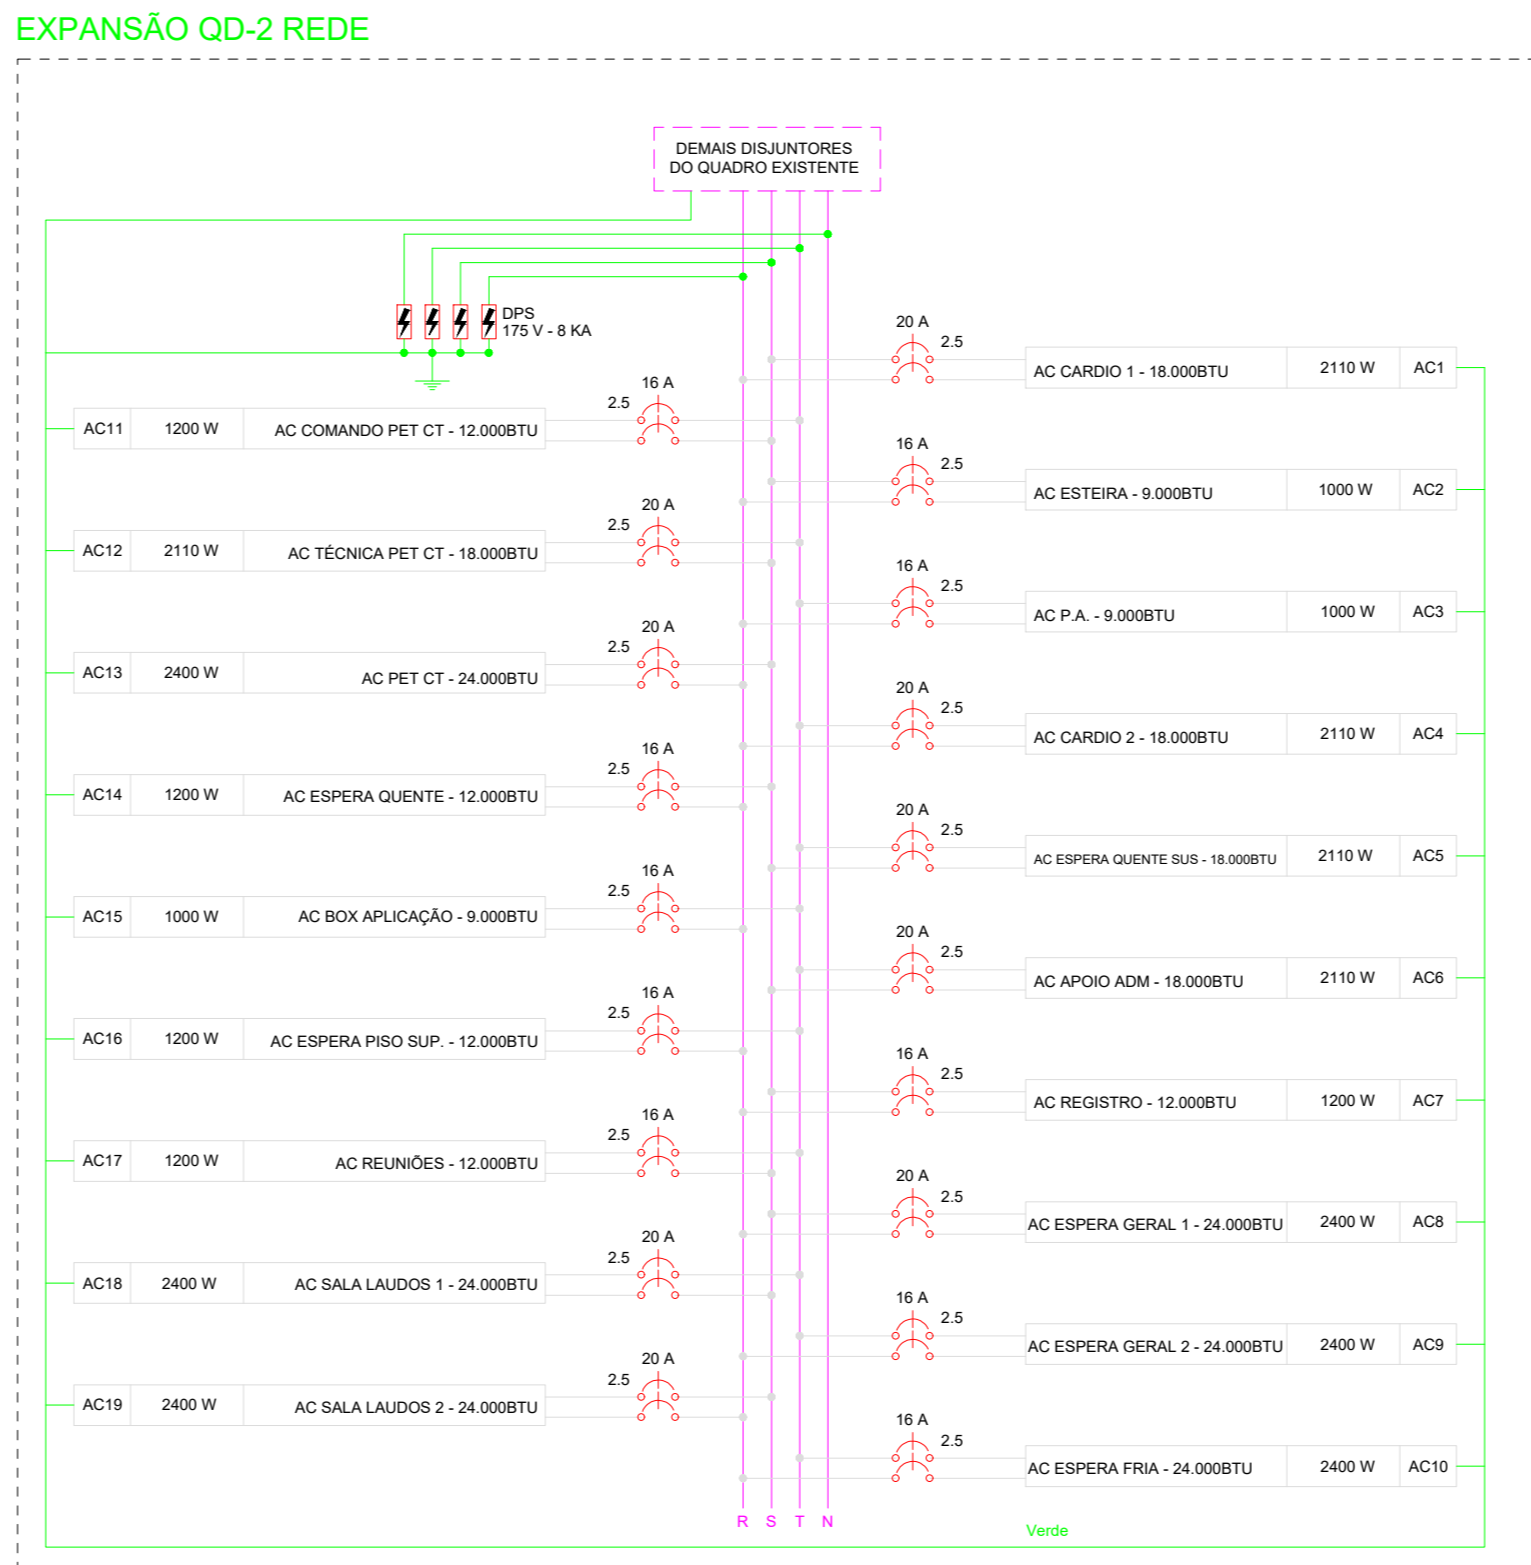 EXPANSÃO QD-2 REDE
DEMAIS DISJUNTORES
DO QUADRO EXISTENTE
DPS
175 V - 8 KA
16 A
2.5
AC11 1200 W AC COMANDO PET CT - 12.000BTU
20 A
2.5
AC12 2110 W AC TÉCNICA PET CT - 18.000BTU
20 A
2.5
AC13 2400 W AC PET CT - 24.000BTU
16 A
2.5
AC14 1200 W AC ESPERA QUENTE - 12.000BTU
16 A
2.5
AC15 1000 W AC BOX APLICAÇÃO - 9.000BTU
16 A
2.5
AC16 1200 W AC ESPERA PISO SUP. - 12.000BTU
16 A
2.5
AC17 1200 W AC REUNIÕES - 12.000BTU
20 A
2.5
AC18 2400 W AC SALA LAUDOS 1 - 24.000BTU
20 A
2.5
AC19 2400 W AC SALA LAUDOS 2 - 24.000BTU
20 A
2.5
AC CARDIO 1 - 18.000BTU 2110 W AC1
16 A
2.5
AC ESTEIRA - 9.000BTU 1000 W AC2
16 A
2.5
AC P.A. - 9.000BTU 1000 W AC3
20 A
2.5
AC CARDIO 2 - 18.000BTU 2110 W AC4
20 A
2.5
AC ESPERA QUENTE SUS - 18.000BTU 2110 W AC5
20 A
2.5
AC APOIO ADM - 18.000BTU 2110 W AC6
16 A
2.5
AC REGISTRO - 12.000BTU 1200 W AC7
20 A
2.5
AC ESPERA GERAL 1 - 24.000BTU 2400 W AC8
16 A
2.5
AC ESPERA GERAL 2 - 24.000BTU 2400 W AC9
16 A
2.5
AC ESPERA FRIA - 24.000BTU 2400 W AC10
R S T N
Verde